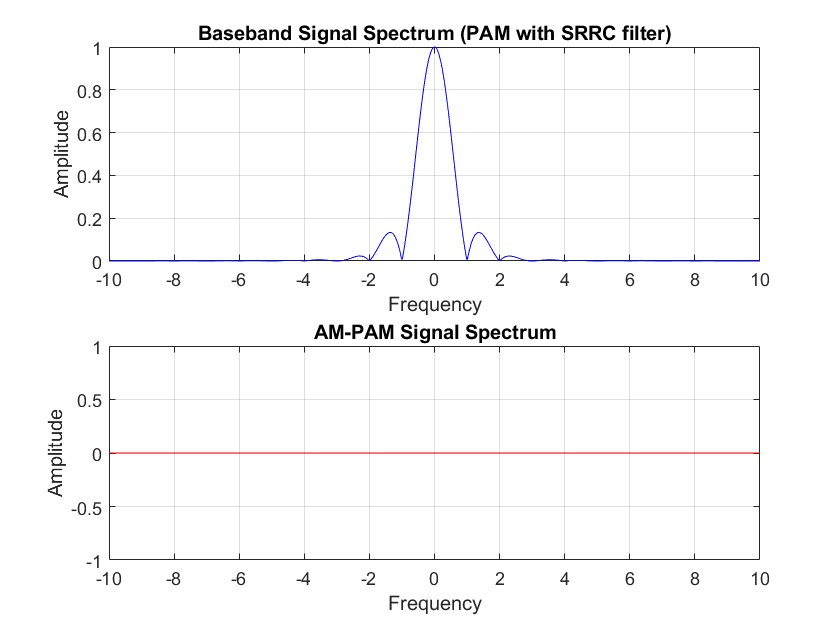 Baseband Signal Spectrum (PAM with SRRC filter)
1
0.8
0.6
0.4
0.2
0
Amplitude
-10 -8 -6 -4 -2 0 2 4 6 8 10
Frequency
AM-PAM Signal Spectrum
1
0.5
0
-0.5
-1
Amplitude
-10 -8 -6 -4 -2 0 2 4 6 8 10
Frequency